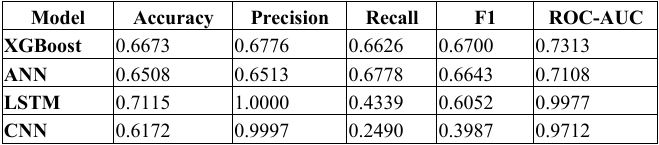 Model Accuracy Precision Recall F1 ROC-AUC
XGBoost 0.6673 0.6776 0.6626 0.6700 0.7313
ANN 0.6508 0.6513 0.6778 0.6643 0.7108
LSTM 0.7115 1.0000 0.4339 0.6052 0.9977
CNN 0.6172 0.9997 0.2490 0.3987 0.9712